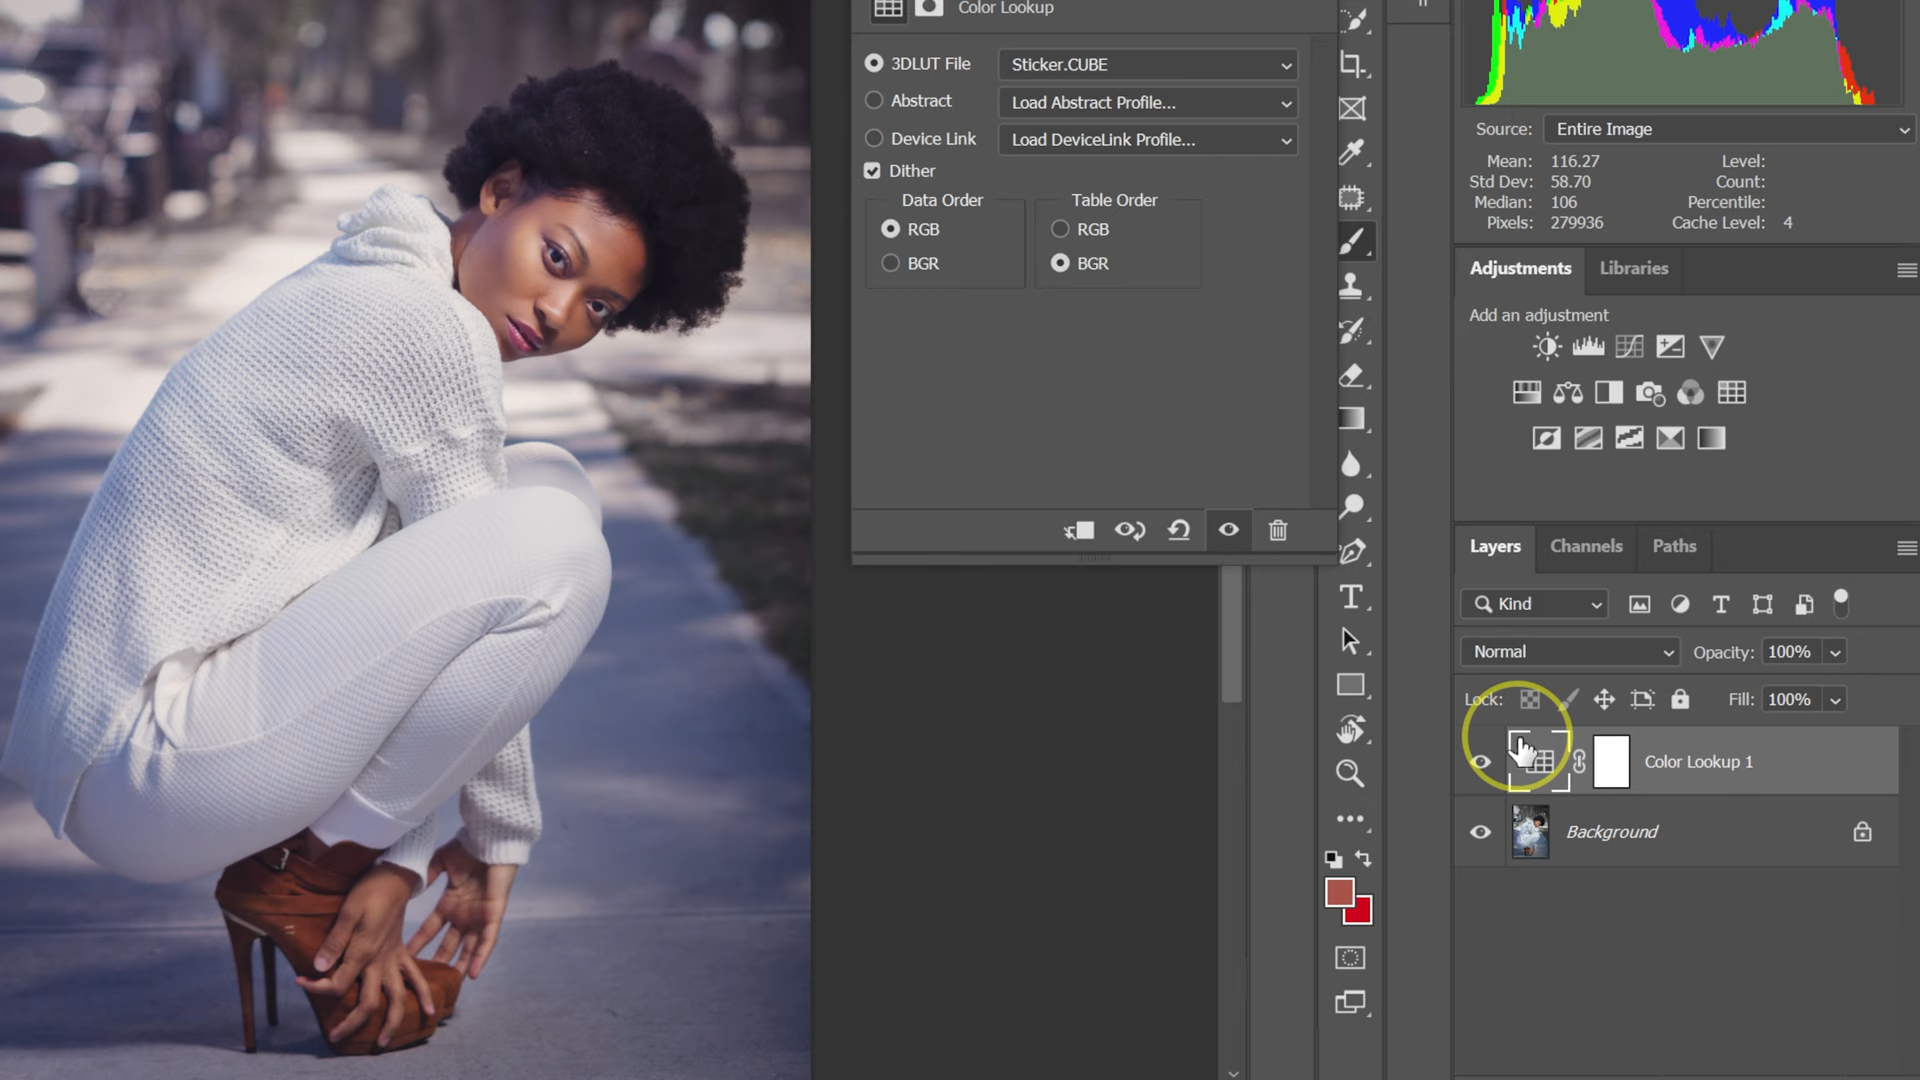 Color Lookup
3DLUT File
Sticker.CUBE
Abstract
Load Abstract Profile...
Device Link
Load DeviceLink Profile...
Dither
Data Order
RGB
BGR
Table Order
RGB
BGR
Source:
Entire Image
Mean: 116.27
Level:
Std Dev: 58.70
Count:
Median: 106
Percentile:
Pixels: 279936
Cache Level: 4
Adjustments
Libraries
Add an adjustment
Layers
Channels
Paths
Kind
Normal
Opacity: 100%
Lock:
Fill: 100%
Color Lookup 1
Background